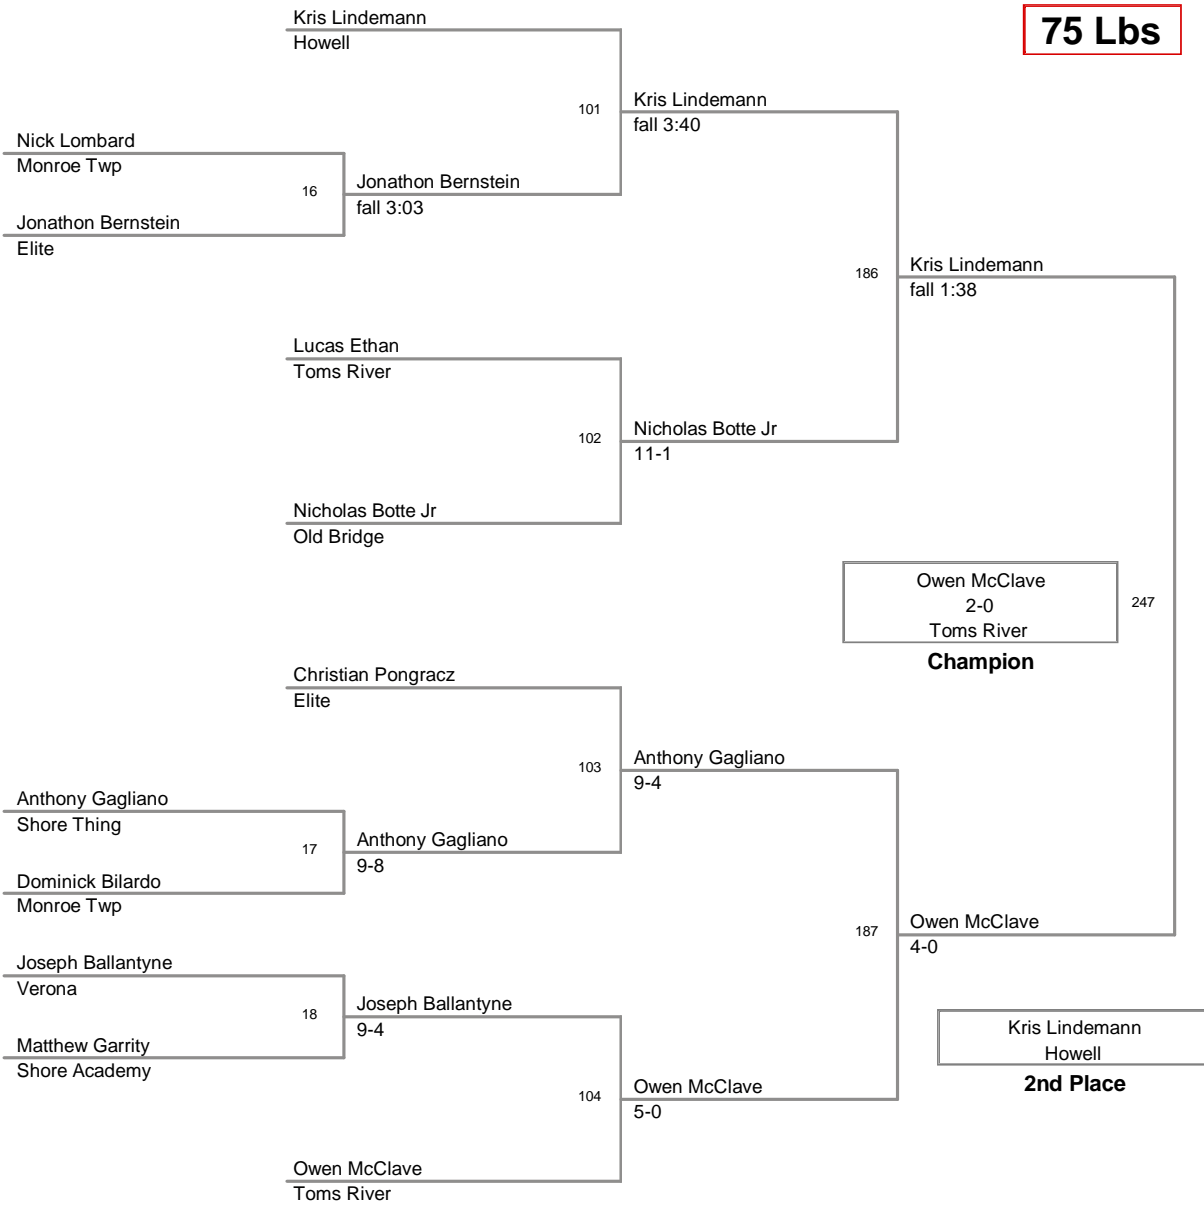 Kris Lindemann
Howell
75 Lbs
101
Kris Lindemann
fall 3:40
Nick Lombard
Monroe Twp
16
Jonathon Bernstein
fall 3:03
Jonathon Bernstein
Elite
186
Kris Lindemann
fall 1:38
Lucas Ethan
Toms River
102
Nicholas Botte Jr
11-1
Nicholas Botte Jr
Old Bridge
Owen McClave
2-0
Toms River
247
Champion
Christian Pongracz
Elite
103
Anthony Gagliano
9-4
Anthony Gagliano
Shore Thing
17
Anthony Gagliano
9-8
Dominick Bilardo
Monroe Twp
187
Owen McClave
4-0
Joseph Ballantyne
Verona
18
Joseph Ballantyne
9-4
Matthew Garrity
Shore Academy
Kris Lindemann
Howell
2nd Place
104
Owen McClave
5-0
Owen McClave
Toms River